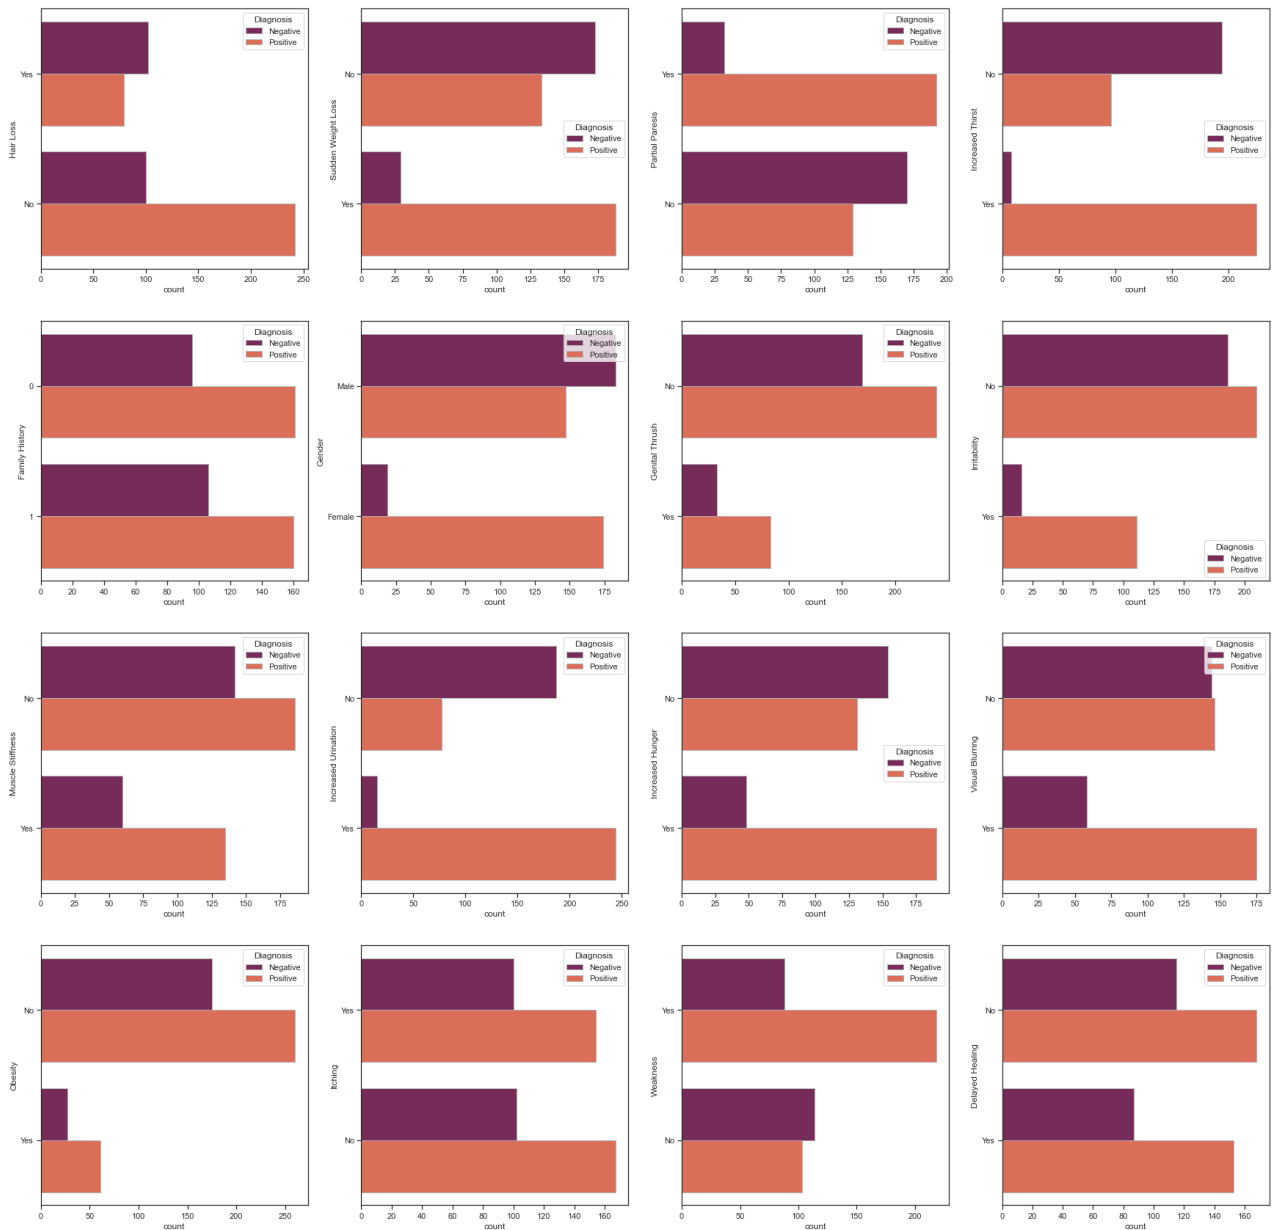 Diagnosis
Negative
Positive
Yes
No
Hair Loss
0 50 100 150 200 250
count
No
Diagnosis
Negative
Positive
Yes
Sudden Weight Loss
0 25 50 75 100 125 150 175
count
Diagnosis
Negative
Positive
Yes
No
Partial Paresis
0 25 50 75 100 125 150 175 200
count
No
Diagnosis
Negative
Positive
Yes
Increased Thirst
0 50 100 150 200
count
Diagnosis
Negative
Positive
0
1
Family History
0 20 40 60 80 100 120 140 160
count
Diagnosis
Negative
Positive
Male
Female
Gender
0 25 50 75 100 125 150 175
count
Diagnosis
Negative
Positive
No
Yes
Genital Thrush
0 50 100 150 200
count
No
Yes
Irritability
Diagnosis
Negative
Positive
0 25 50 75 100 125 150 175 200
count
Diagnosis
Negative
Positive
No
Yes
Muscle Stiffness
0 25 50 75 100 125 150 175
count
Diagnosis
Negative
Positive
No
Yes
Increased Urination
0 50 100 150 200 250
count
No
Diagnosis
Negative
Positive
Yes
Increased Hunger
0 25 50 75 100 125 150 175
count
Diagnosis
Negative
Positive
No
Yes
Visual Blurring
0 25 50 75 100 125 150 175
count
Diagnosis
Negative
Positive
No
Yes
Obesity
0 50 100 150 200 250
count
Diagnosis
Negative
Positive
Yes
No
Itching
0 20 40 60 80 100 120 140 160
count
Diagnosis
Negative
Positive
Yes
No
Weakness
0 50 100 150 200
count
Diagnosis
Negative
Positive
No
Yes
Delayed Healing
0 20 40 60 80 100 120 140 160
count